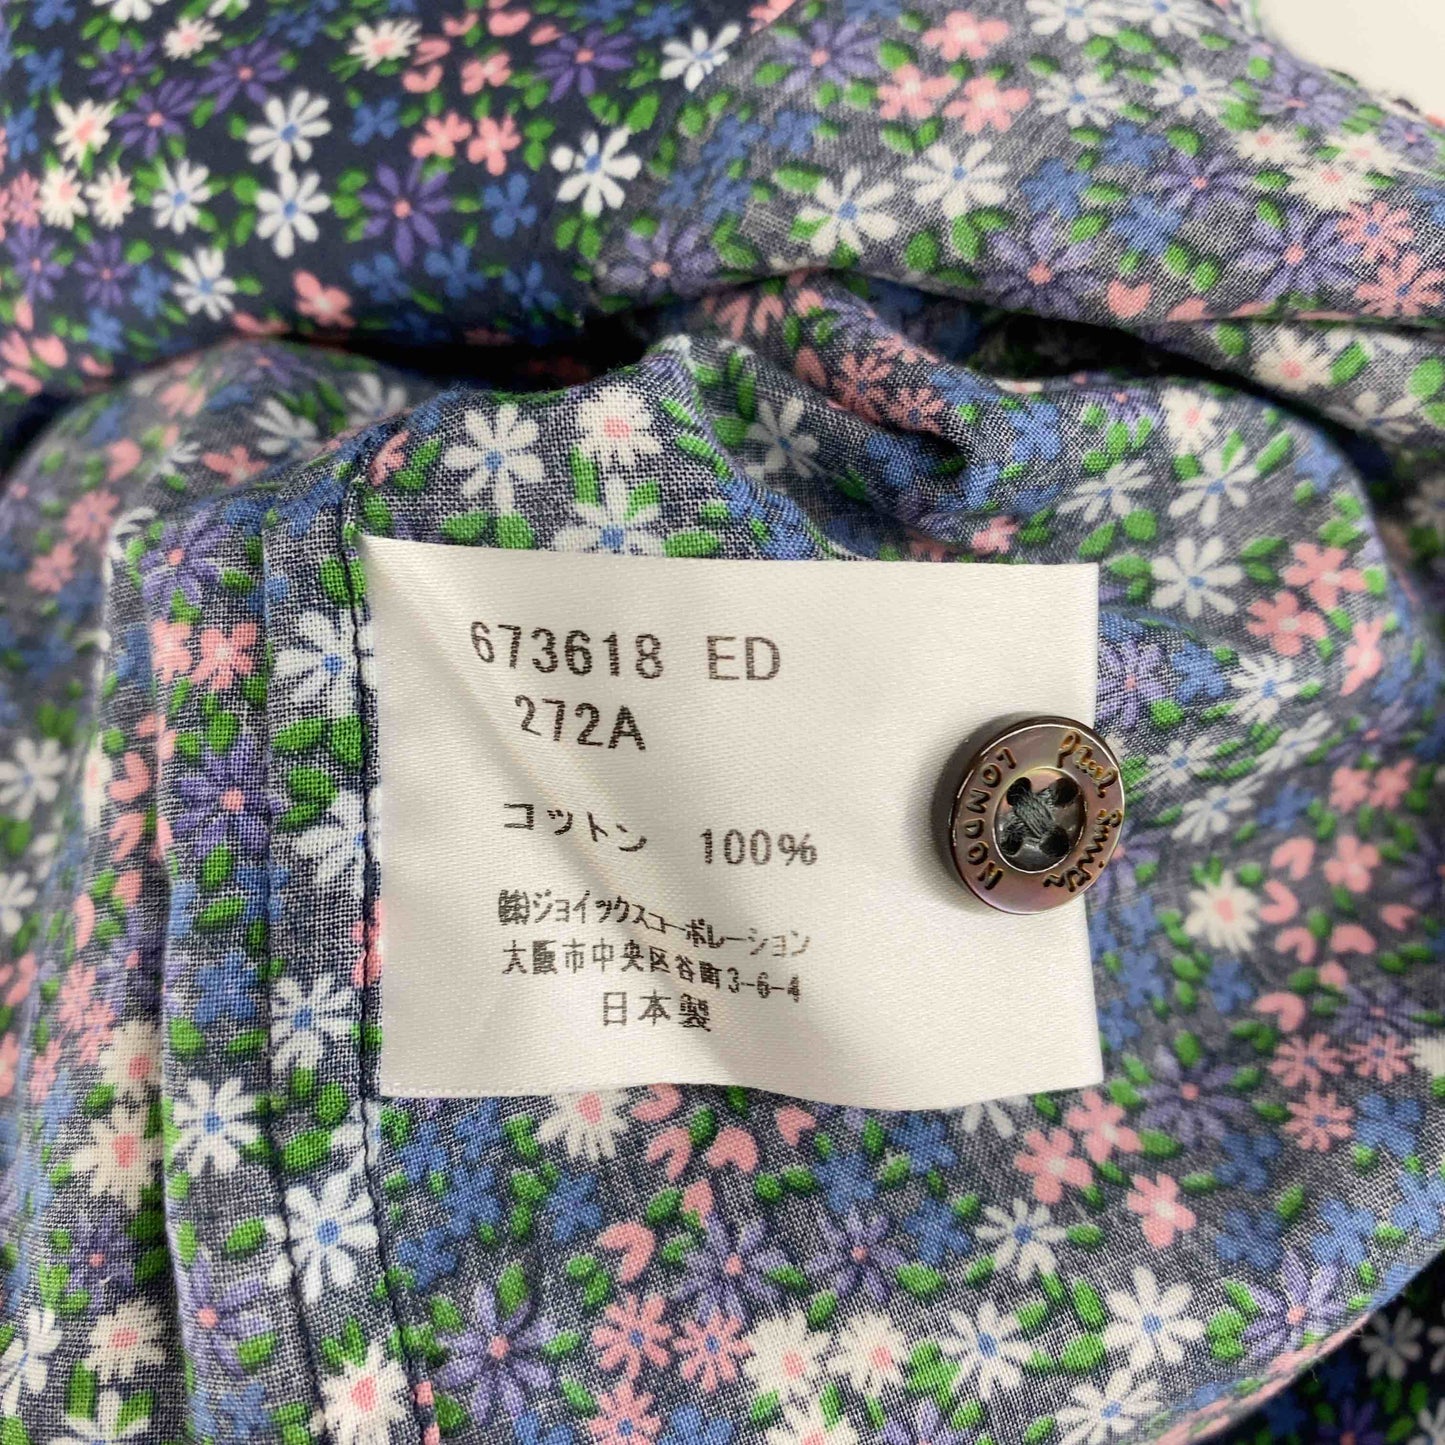 673618 ED
272A
コットン 100%
㈱ジョイックスコーポレーション
大阪市中央区谷町3-6-4
日本製
Paul Smith
LONDON